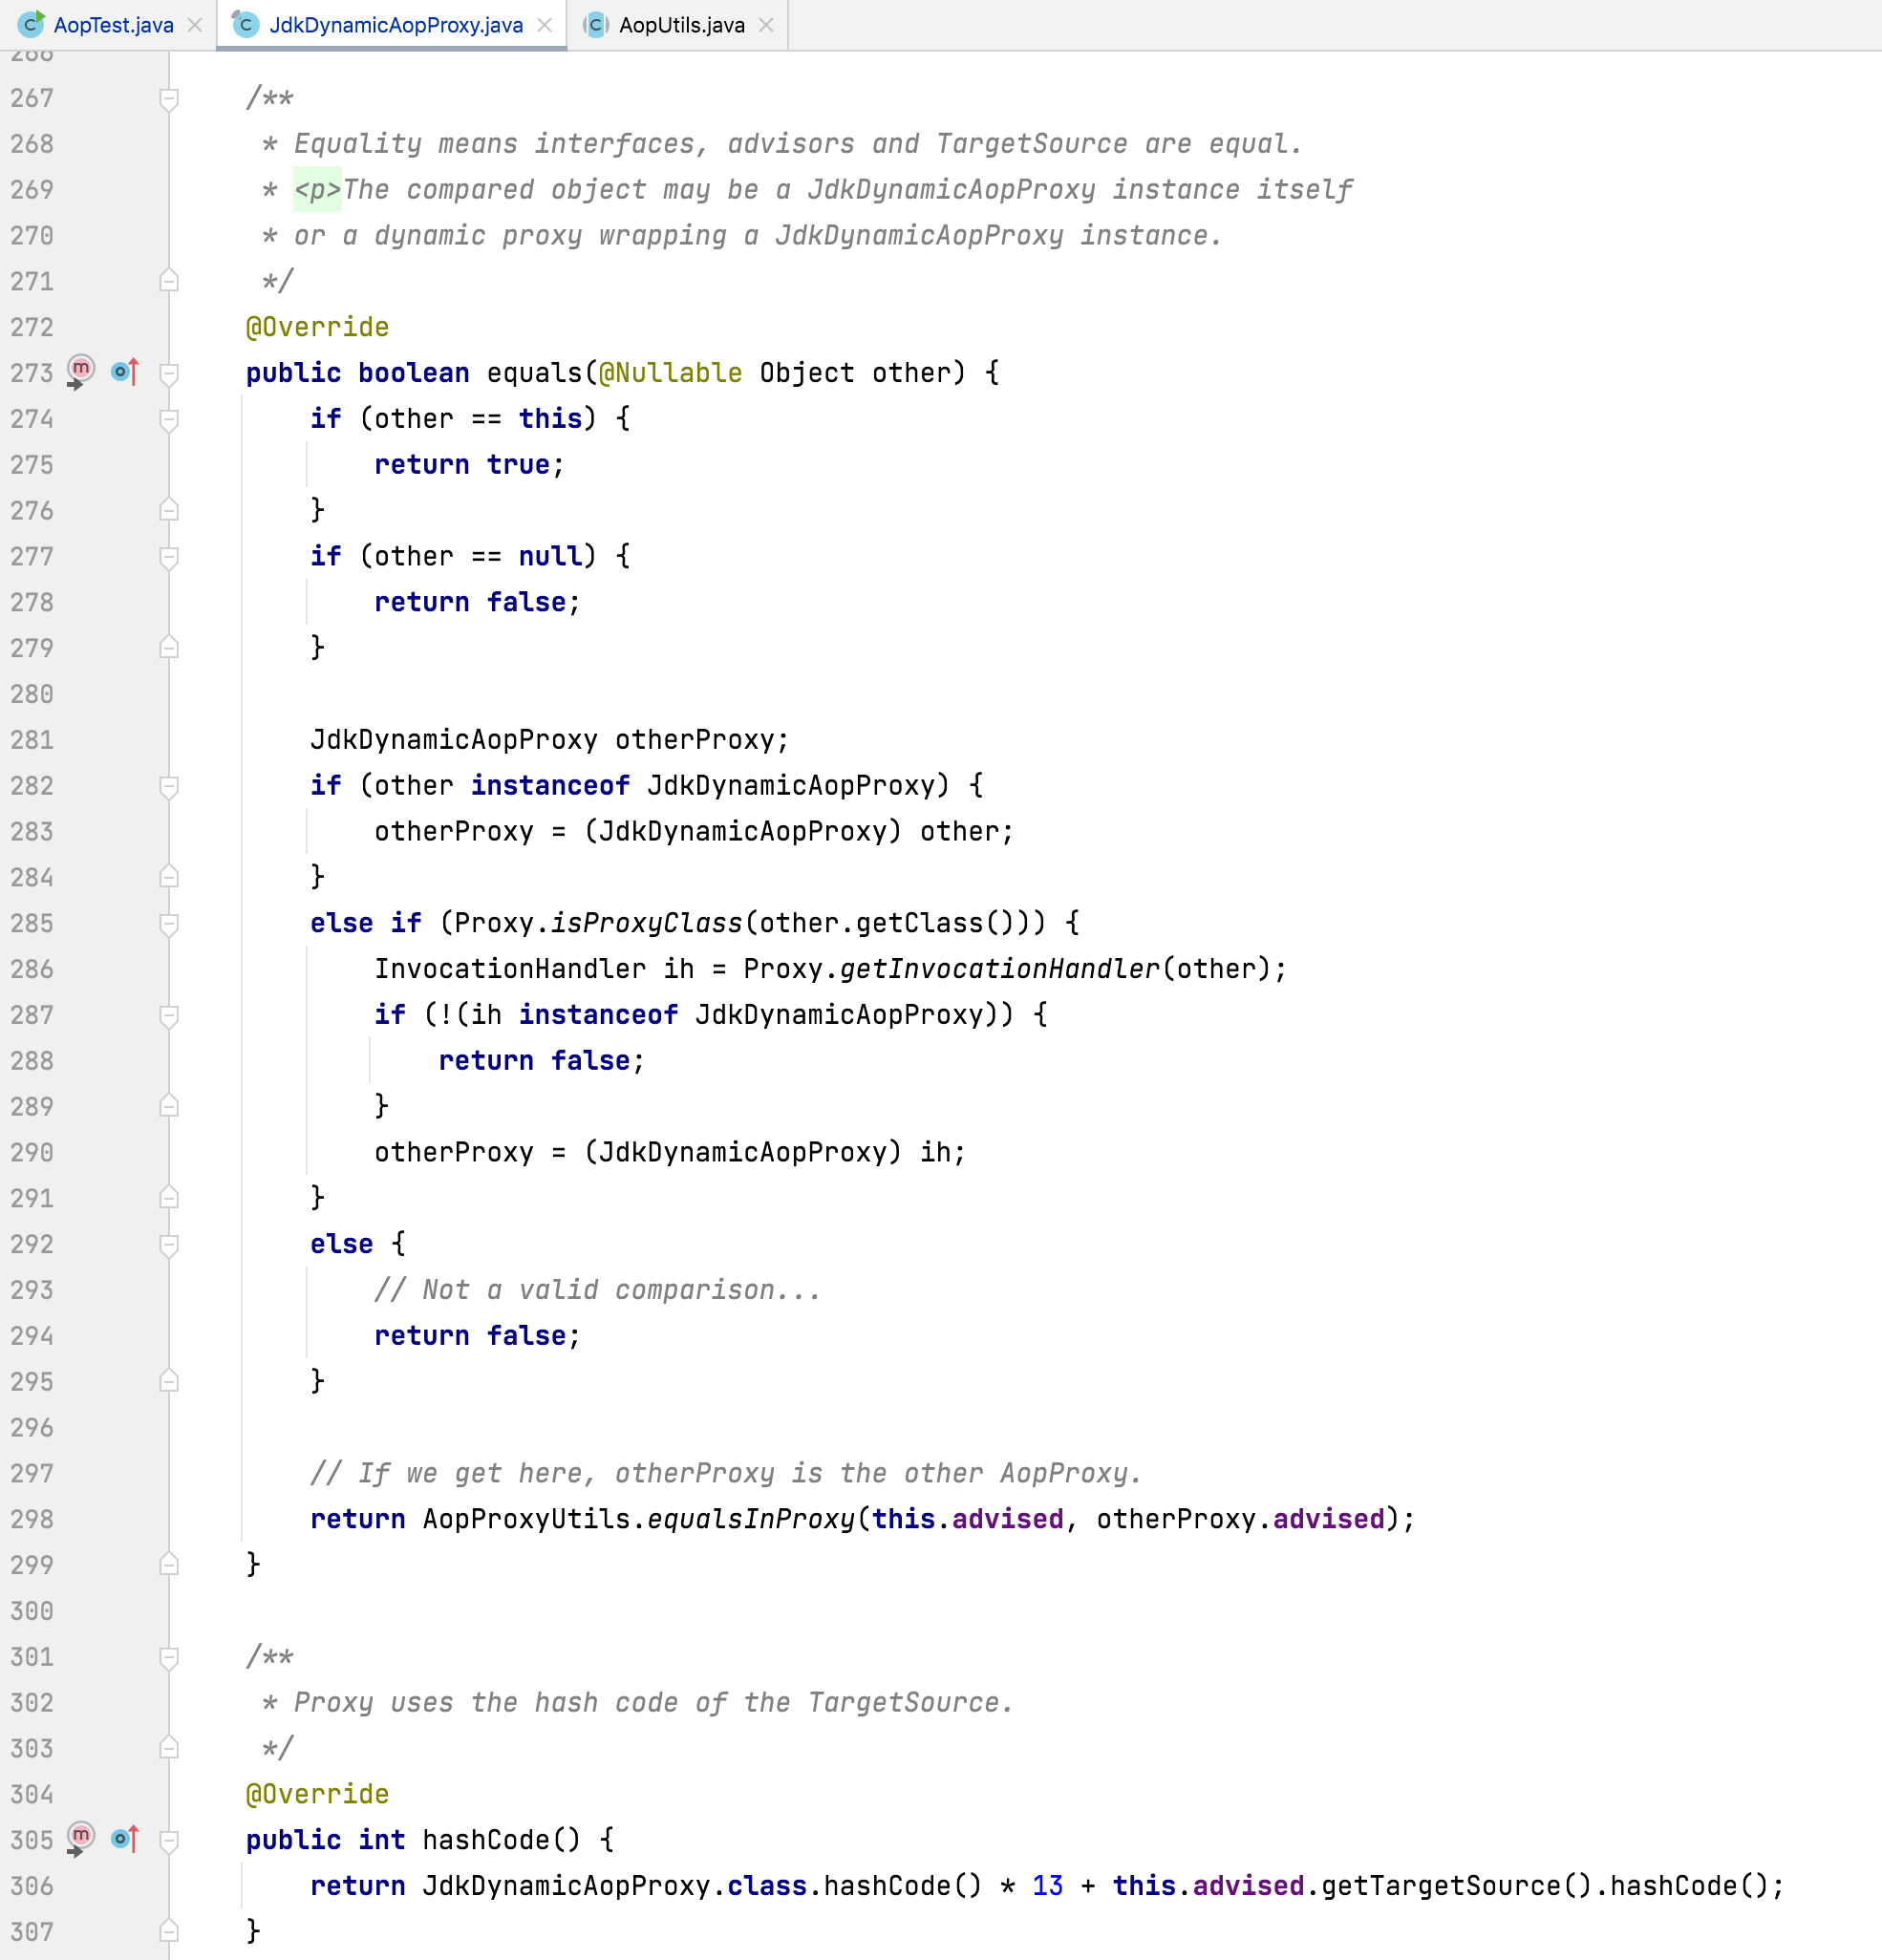 AopTest.java JdkDynamicAopProxy.java AopUtils.java
266
267 /**
268 * Equality means interfaces, advisors and TargetSource are equal.
269 * <p>The compared object may be a JdkDynamicAopProxy instance itself
270 * or a dynamic proxy wrapping a JdkDynamicAopProxy instance.
271 */
272 @Override
273 public boolean equals(@Nullable Object other) {
274 if (other == this) {
275 return true;
276 }
277 if (other == null) {
278 return false;
279 }
280
281 JdkDynamicAopProxy otherProxy;
282 if (other instanceof JdkDynamicAopProxy) {
283 otherProxy = (JdkDynamicAopProxy) other;
284 }
285 else if (Proxy.isProxyClass(other.getClass())) {
286 InvocationHandler ih = Proxy.getInvocationHandler(other);
287 if (!(ih instanceof JdkDynamicAopProxy)) {
288 return false;
289 }
290 otherProxy = (JdkDynamicAopProxy) ih;
291 }
292 else {
293 // Not a valid comparison...
294 return false;
295 }
296
297 // If we get here, otherProxy is the other AopProxy.
298 return AopProxyUtils.equalsInProxy(this.advised, otherProxy.advised);
299 }
300
301 /**
302 * Proxy uses the hash code of the TargetSource.
303 */
304 @Override
305 public int hashCode() {
306 return JdkDynamicAopProxy.class.hashCode() * 13 + this.advised.getTargetSource().hashCode();
307 }